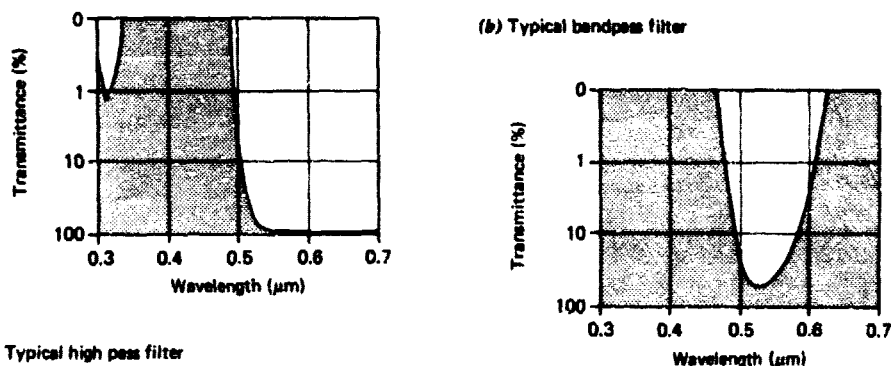 0
1
10
100
Transmittance (%)
0.3 0.4 0.5 0.6 0.7
Wavelength (μm)
Typical high pass filter
(b) Typical bandpass filter
0
1
10
100
Transmittance (%)
0.3 0.4 0.5 0.6 0.7
Wavelength (μm)